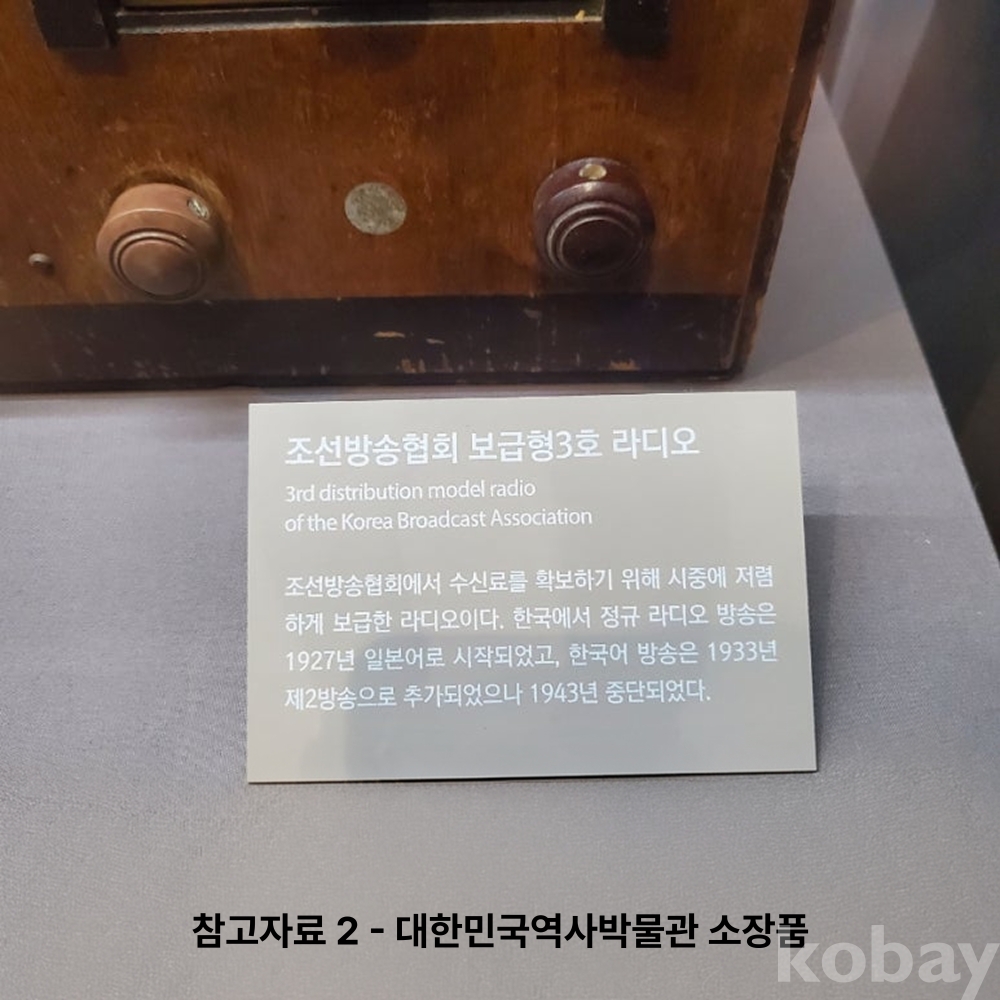 조선방송협회 보급형3호 라디오
3rd distribution model radio
of the Korea Broadcast Association
조선방송협회에서 수신료를 확보하기 위해 시중에 저렴
하게 보급한 라디오이다. 한국에서 정규 라디오 방송은
1927년 일본어로 시작되었고, 한국어 방송은 1933년
제2방송으로 추가되었으나 1943년 중단되었다.
참고자료 2 - 대한민국역사박물관 소장품
kobay